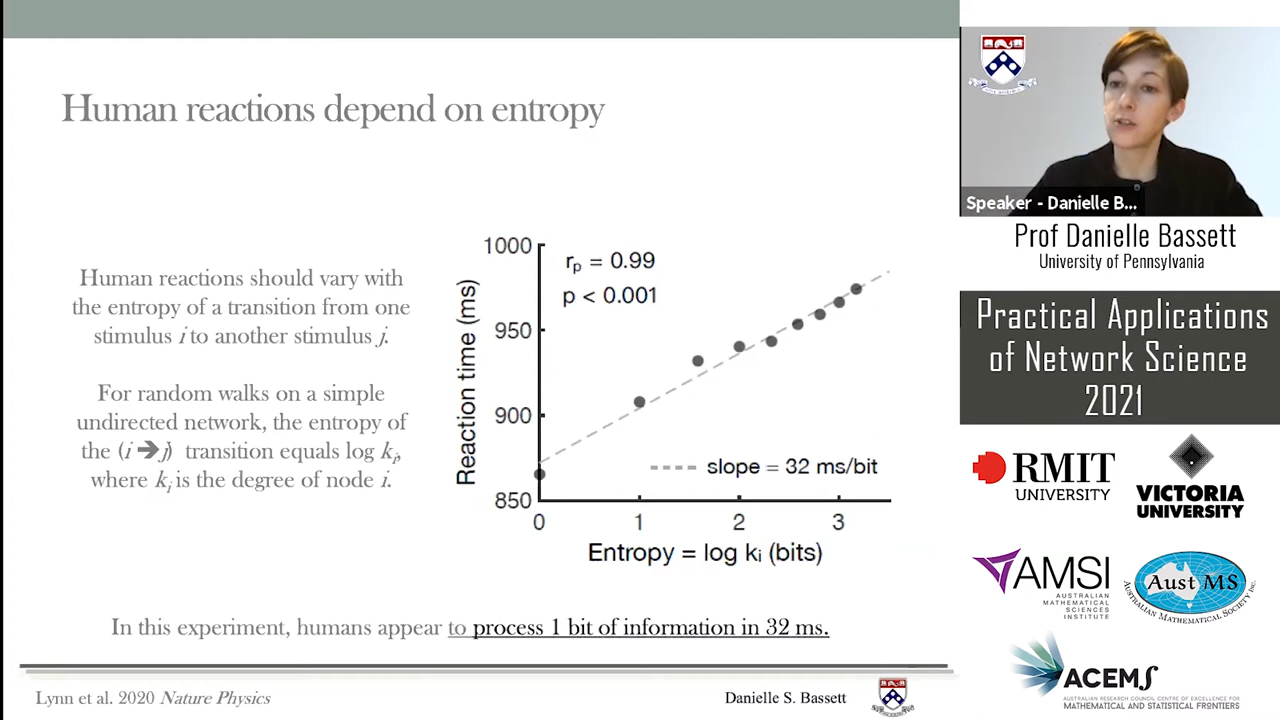 Human reactions depend on entropy
Human reactions should vary with
the entropy of a transition from one
stimulus i to another stimulus j.
For random walks on a simple
undirected network, the entropy of
the (i ➔j) transition equals log ki,
where ki is the degree of node i.
1000
950
900
850
Reaction time (ms)
rp = 0.99
p < 0.001
slope = 32 ms/bit
0 1 2 3
Entropy = log ki (bits)
In this experiment, humans appear to process 1 bit of information in 32 ms.
Lynn et al. 2020 Nature Physics
Danielle S. Bassett
Speaker - Danielle B...
Prof Danielle Bassett
University of Pennsylvania
Practical Applications
of Network Science
2021
RMIT
UNIVERSITY
VICTORIA
UNIVERSITY
AMSI
AUSTRALIAN
MATHEMATICAL
SCIENCES
INSTITUTE
Aust MS
AUSTRALIAN MATHEMATICAL SOCIETY Inc.
ACEMS
AUSTRALIAN RESEARCH COUNCIL CENTRE OF EXCELLENCE FOR
MATHEMATICAL AND STATISTICAL FRONTIERS